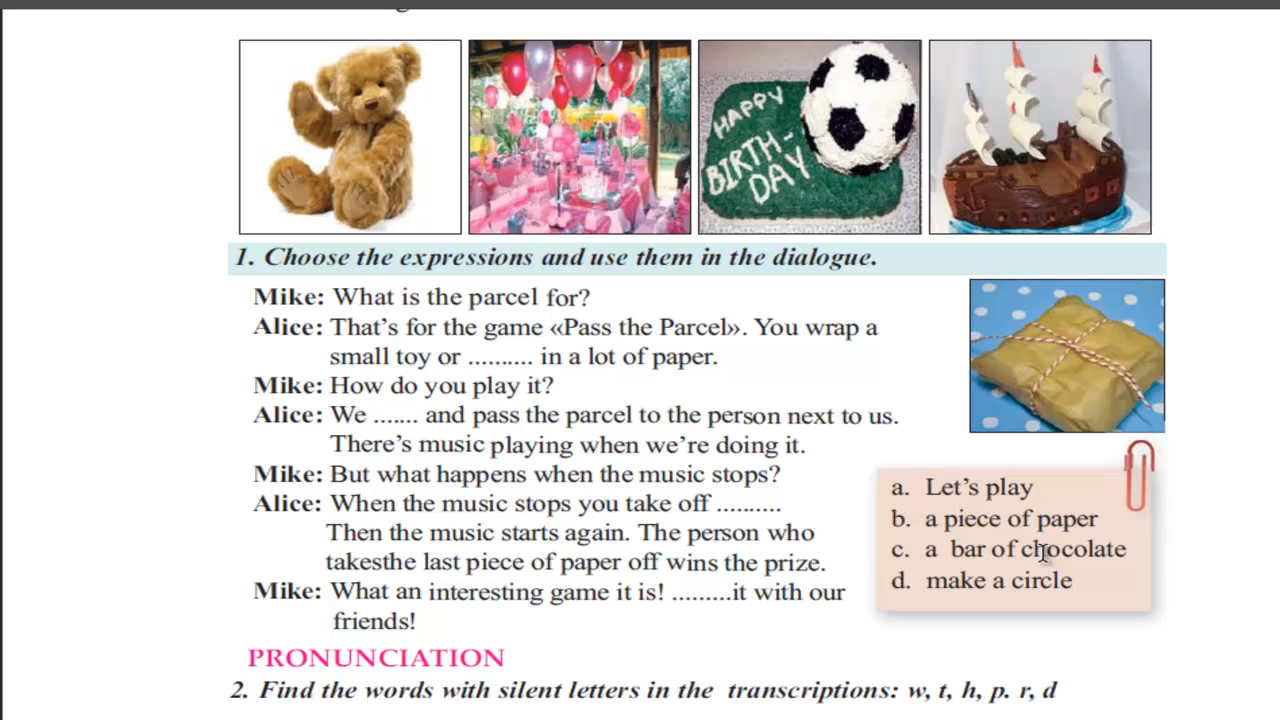 HAPPY
BIRTH-
DAY
1. Choose the expressions and use them in the dialogue.
Mike: What is the parcel for?
Alice: That's for the game «Pass the Parcel». You wrap a
small toy or .......... in a lot of paper.
Mike: How do you play it?
Alice: We ....... and pass the parcel to the person next to us.
There's music playing when we're doing it.
Mike: But what happens when the music stops?
Alice: When the music stops you take off ..........
Then the music starts again. The person who
takesthe last piece of paper off wins the prize.
Mike: What an interesting game it is! .........it with our
friends!
a. Let's play
b. a piece of paper
c. a bar of chocolate
d. make a circle
PRONUNCIATION
2. Find the words with silent letters in the transcriptions: w, t, h, p. r, d